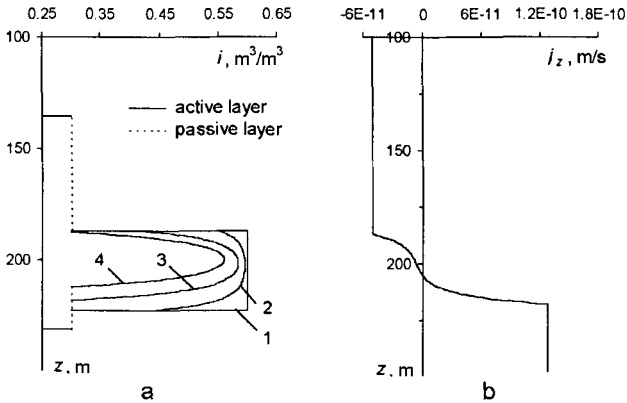 0.25 0.35 0.45 0.55 0.65
100
i, m³/m³
active layer
passive layer
150
200
4
3
2
1
z, m
a
-6E-11 0 6E-11 1.2E-10 1.8E-10
100 100
j z, m/s
150
200
z, m
b